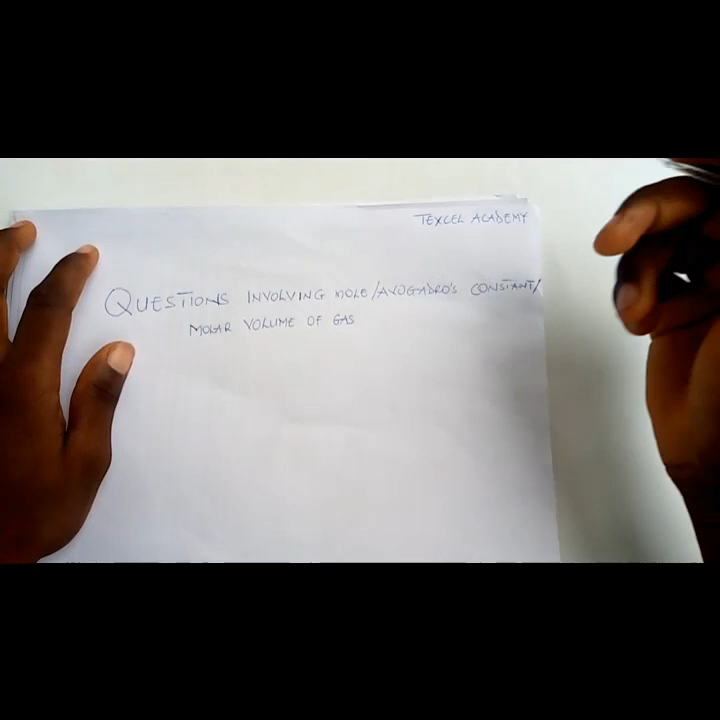 TEXCEL ACADEMY
QUESTIONS INVOLVING MOLE/AVOGADRO'S CONSTANT/
MOLAR VOLUME OF GAS